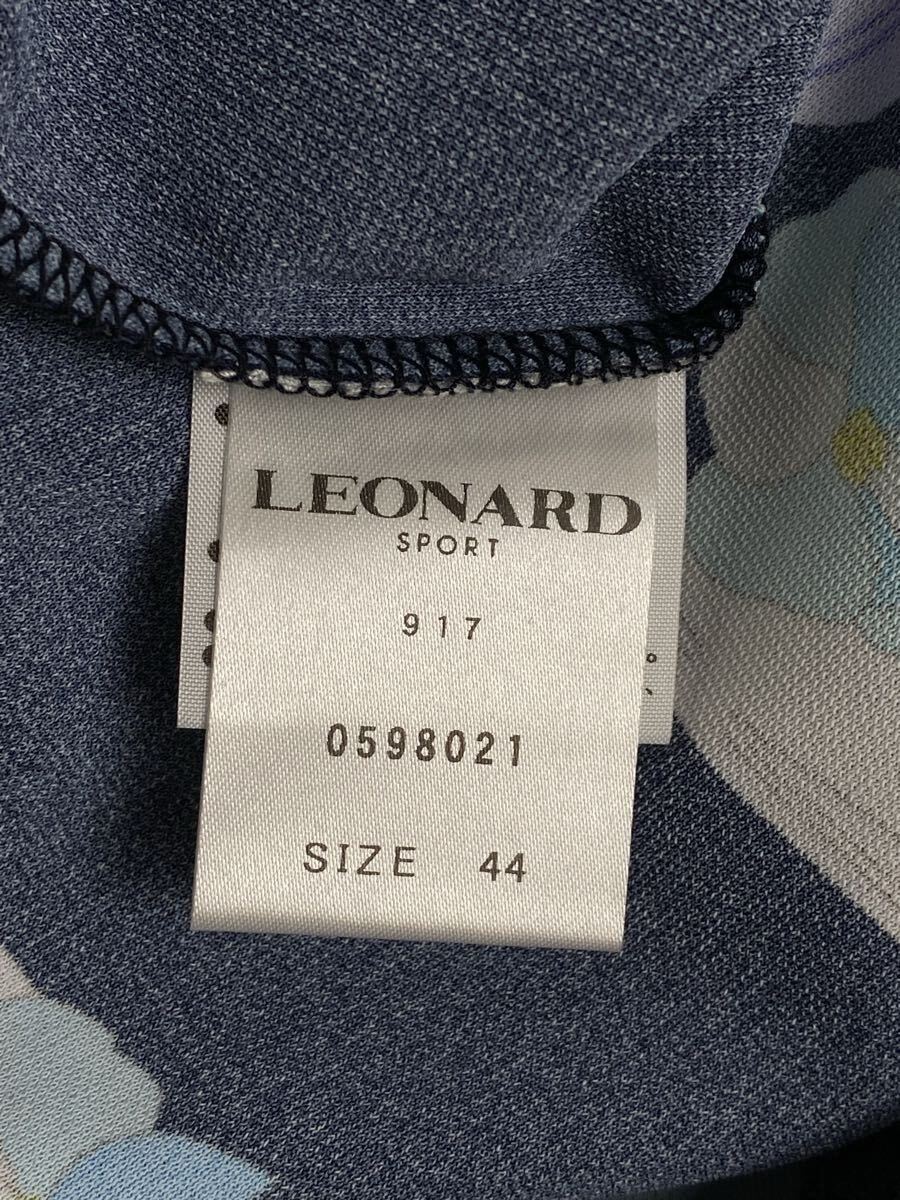 LEONARD
SPORT
917
0598021
SIZE 44